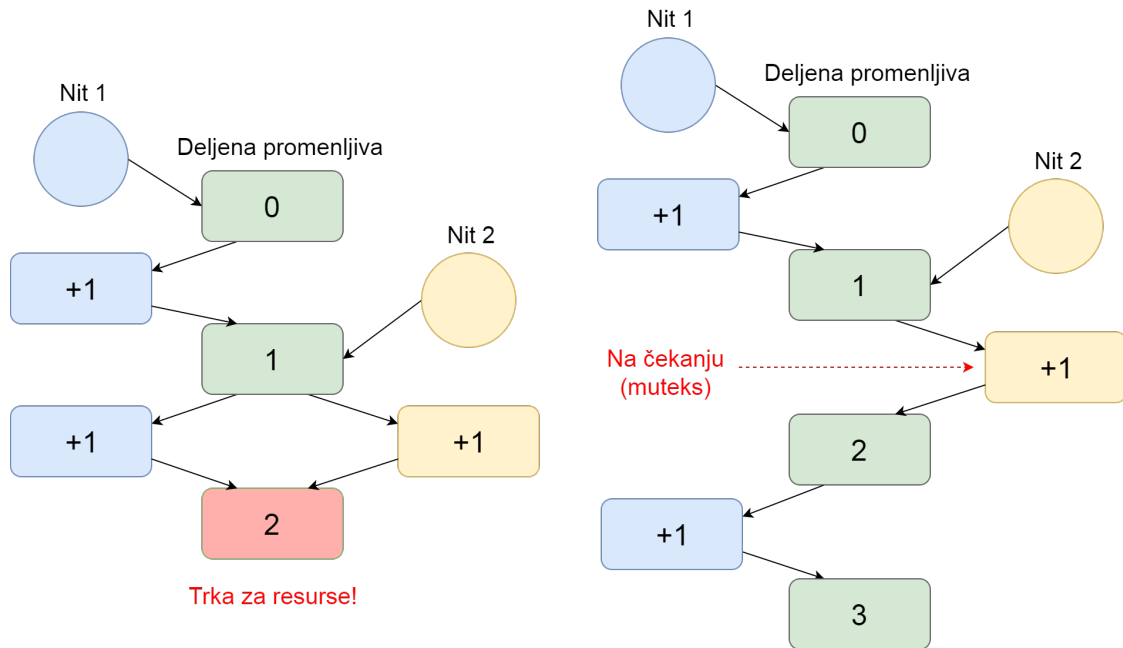 Nit 1
Deljena promenljiva
0
+1
Nit 2
1
+1
+1
2
Trka za resurse!
Nit 1
Deljena promenljiva
0
+1
Nit 2
1
Na čekanju
(muteks)
+1
2
+1
3